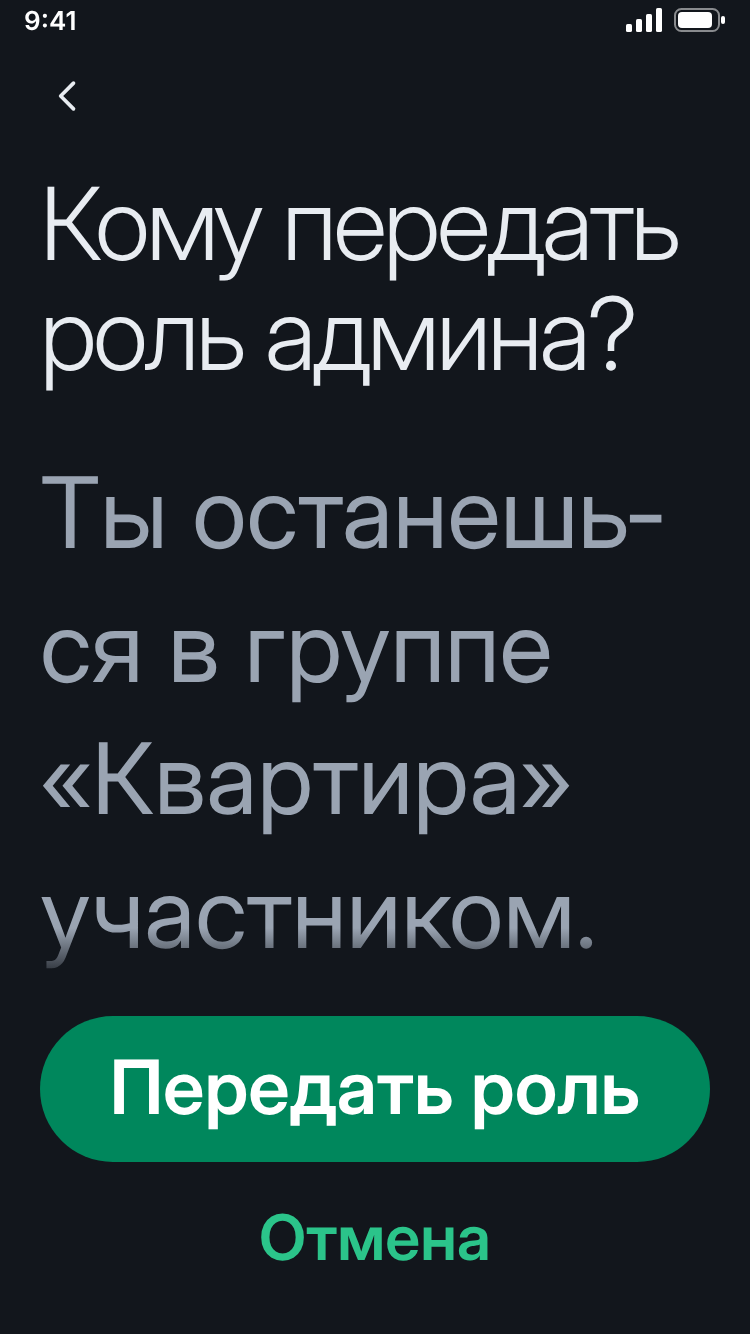 9:41
Кому передать
роль админа?
Ты останешь-
ся в группе
«Квартира»
участником.
Передать роль
Отмена